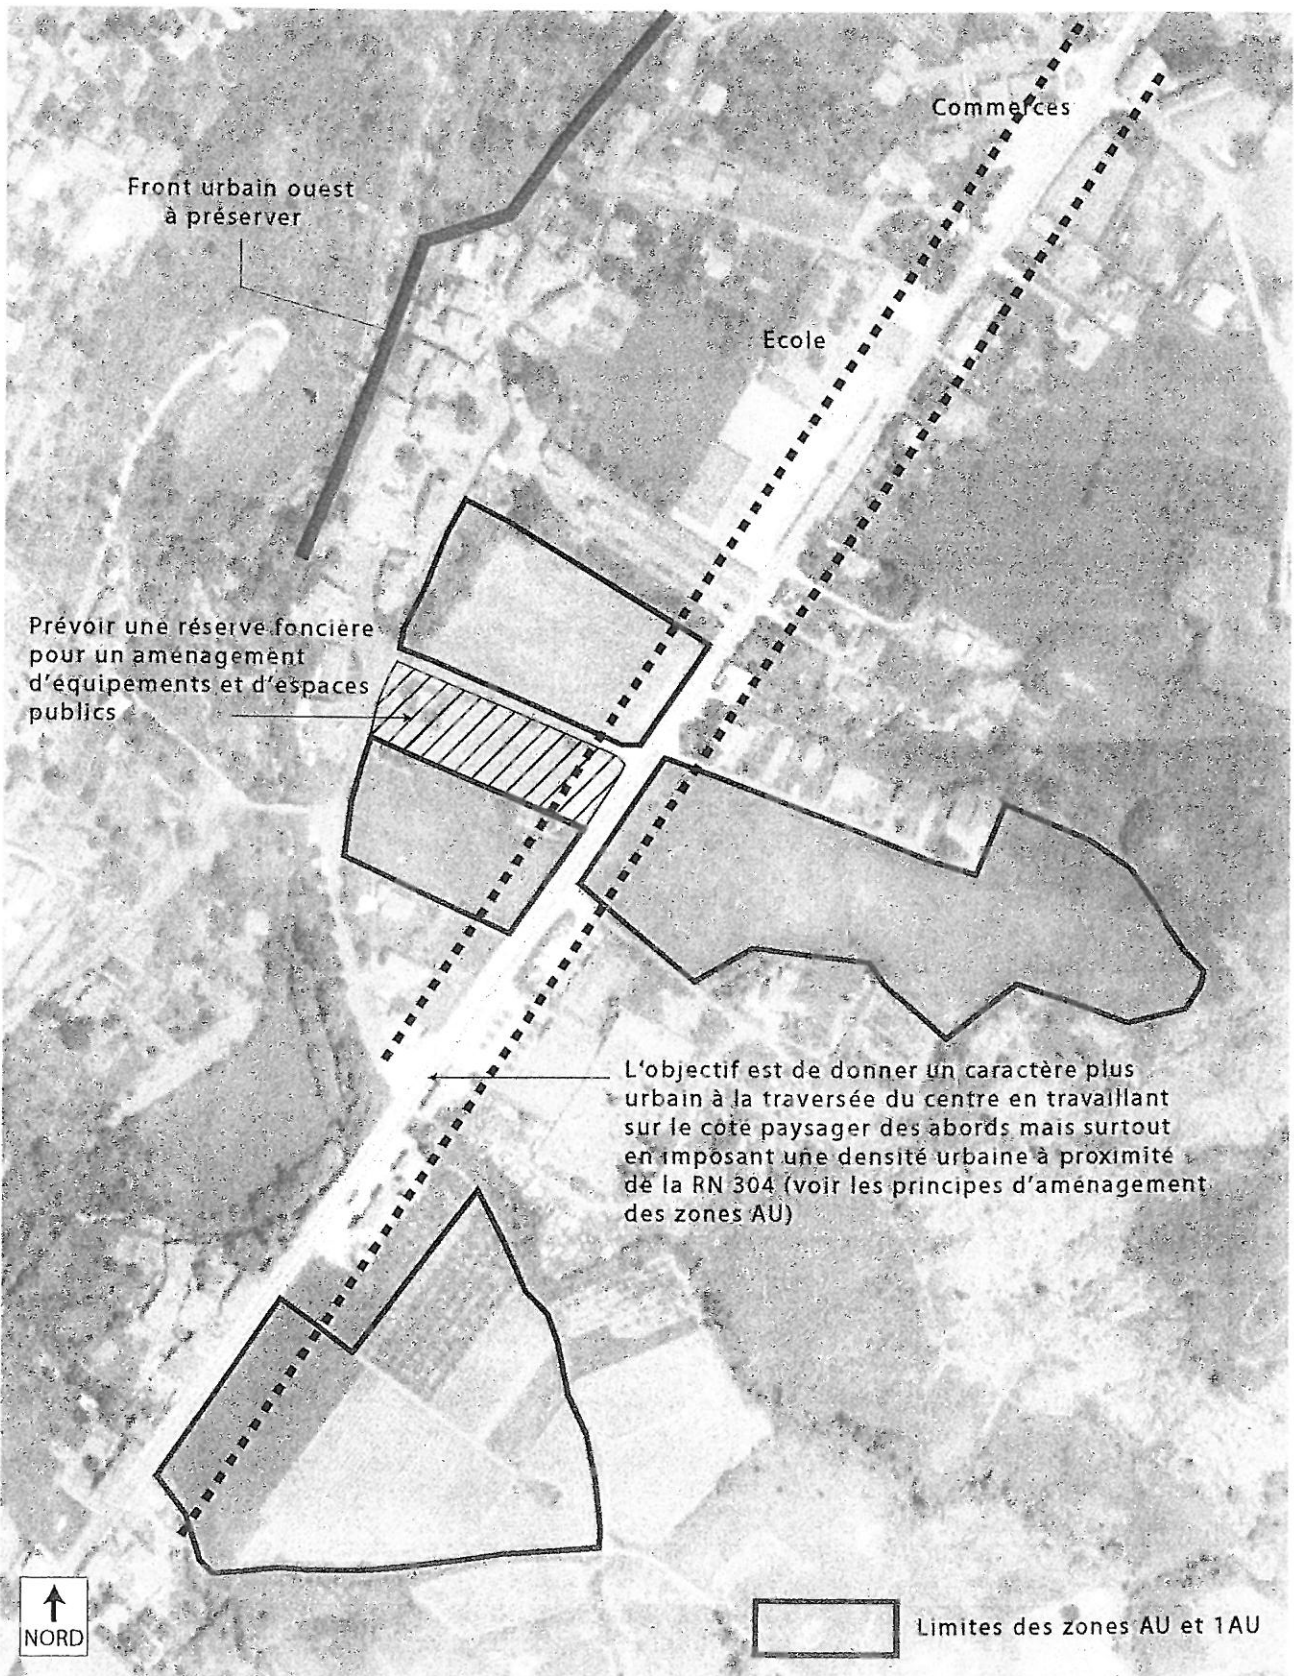 Commerces
Front urbain ouest
à préserver
Ecole
Prévoir une réserve foncière
pour un aménagement
d'équipements et d'espaces
publics
L'objectif est de donner un caractère plus
urbain à la traversée du centre en travaillant
sur le coté paysager des abords mais surtout
en imposant une densité urbaine à proximité
de la RN 304 (voir les principes d'aménagement
des zones AU)
NORD
Limites des zones AU et 1AU